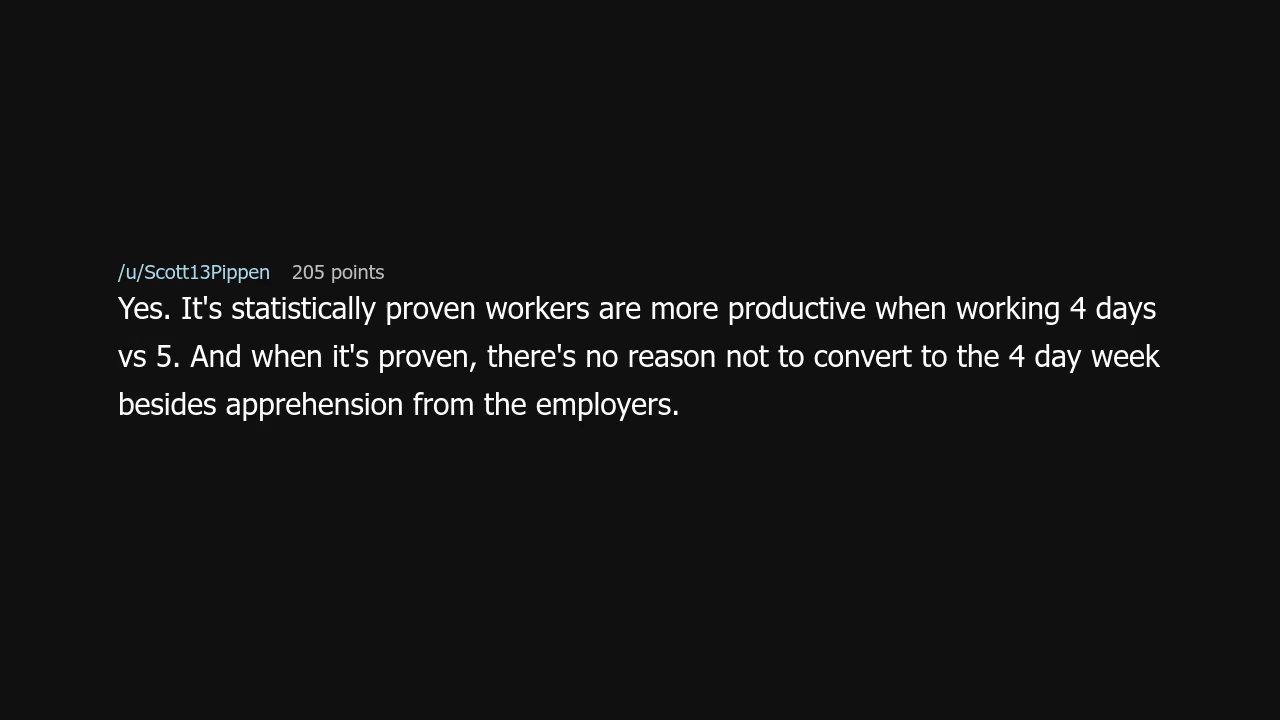 /u/Scott13Pippen 205 points
Yes. It's statistically proven workers are more productive when working 4 days
vs 5. And when it's proven, there's no reason not to convert to the 4 day week
besides apprehension from the employers.